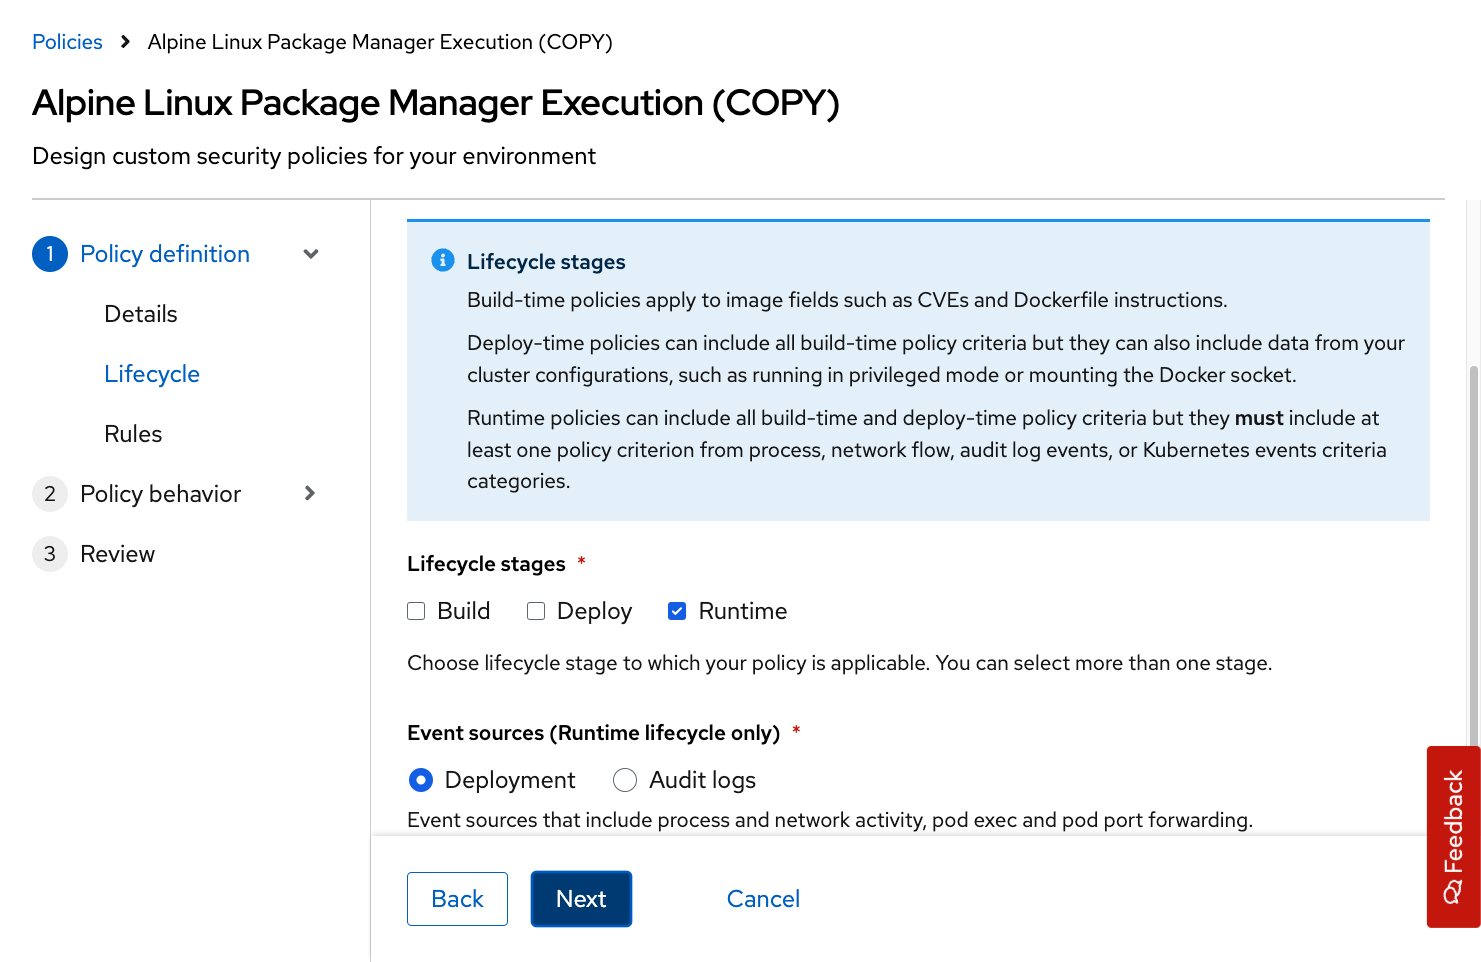 Policies > Alpine Linux Package Manager Execution (COPY)
Alpine Linux Package Manager Execution (COPY)
Design custom security policies for your environment
1 Policy definition
Details
Lifecycle
Rules
2 Policy behavior
3 Review
Lifecycle stages
Build-time policies apply to image fields such as CVEs and Dockerfile instructions.
Deploy-time policies can include all build-time policy criteria but they can also include data from your
cluster configurations, such as running in privileged mode or mounting the Docker socket.
Runtime policies can include all build-time and deploy-time policy criteria but they must include at
least one policy criterion from process, network flow, audit log events, or Kubernetes events criteria
categories.
Lifecycle stages *
Build Deploy Runtime
Choose lifecycle stage to which your policy is applicable. You can select more than one stage.
Event sources (Runtime lifecycle only) *
Deployment Audit logs
Event sources that include process and network activity, pod exec and pod port forwarding.
Back Next Cancel
Feedback